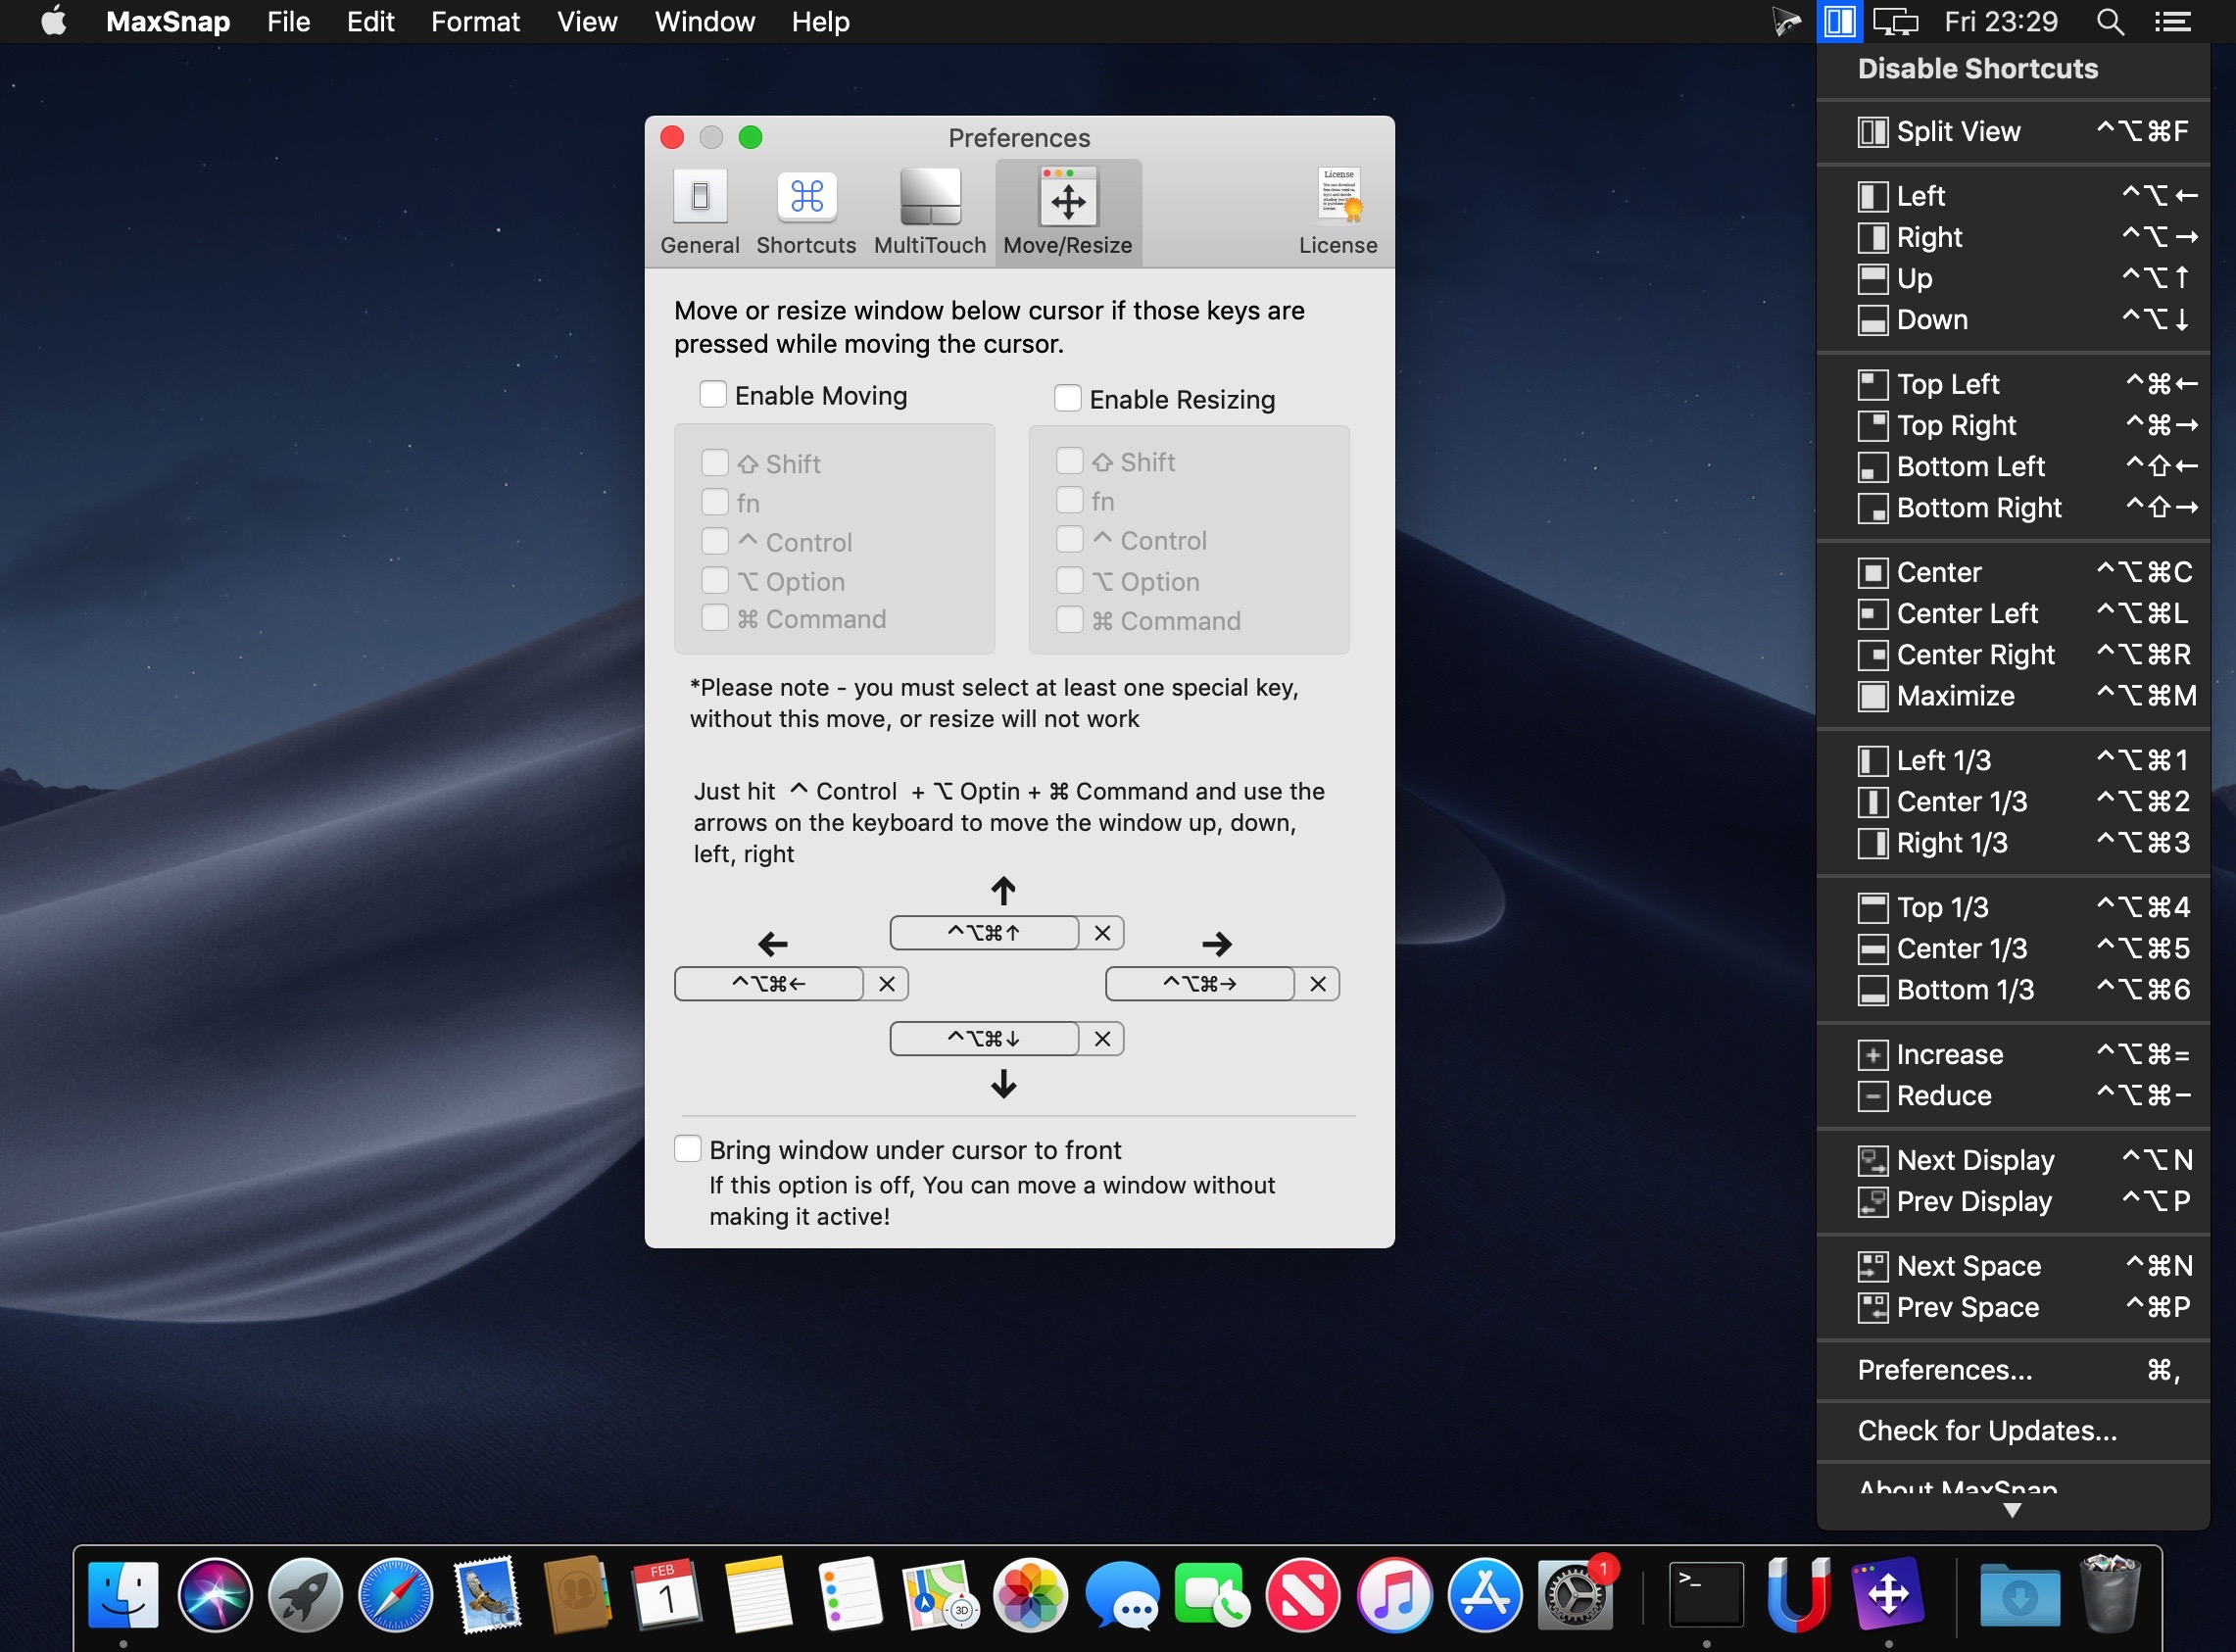 MaxSnap File Edit Format View Window Help Fri 23:29
Preferences
General Shortcuts MultiTouch Move/Resize License
License
Move or resize window below cursor if those keys are
pressed while moving the cursor.
Enable Moving
⇧ Shift
fn
⌃ Control
⌥ Option
⌘ Command
Enable Resizing
⇧ Shift
fn
⌃ Control
⌥ Option
⌘ Command
*Please note - you must select at least one special key,
without this move, or resize will not work
Just hit ⌃ Control + ⌥ Optin + ⌘ Command and use the
arrows on the keyboard to move the window up, down,
left, right
↑
⌃⌥⌘↑ ×
← →
⌃⌥⌘← × ⌃⌥⌘→ ×
⌃⌥⌘↓ ×
↓
Bring window under cursor to front
If this option is off, You can move a window without
making it active!
Disable Shortcuts
Split View ⌃⌥⌘F
Left ⌃⌥←
Right ⌃⌥→
Up ⌃⌥↑
Down ⌃⌥↓
Top Left ⌃⌘←
Top Right ⌃⌘→
Bottom Left ⌃⇧←
Bottom Right ⌃⇧→
Center ⌃⌥⌘C
Center Left ⌃⌥⌘L
Center Right ⌃⌥⌘R
Maximize ⌃⌥⌘M
Left 1/3 ⌃⌥⌘1
Center 1/3 ⌃⌥⌘2
Right 1/3 ⌃⌥⌘3
Top 1/3 ⌃⌥⌘4
Center 1/3 ⌃⌥⌘5
Bottom 1/3 ⌃⌥⌘6
Increase ⌃⌥⌘=
Reduce ⌃⌥⌘−
Next Display ⌃⌥N
Prev Display ⌃⌥P
Next Space ⌃⌘N
Prev Space ⌃⌘P
Preferences... ⌘,
Check for Updates...
About MaxSnap
FEB
1
3D
1
>_